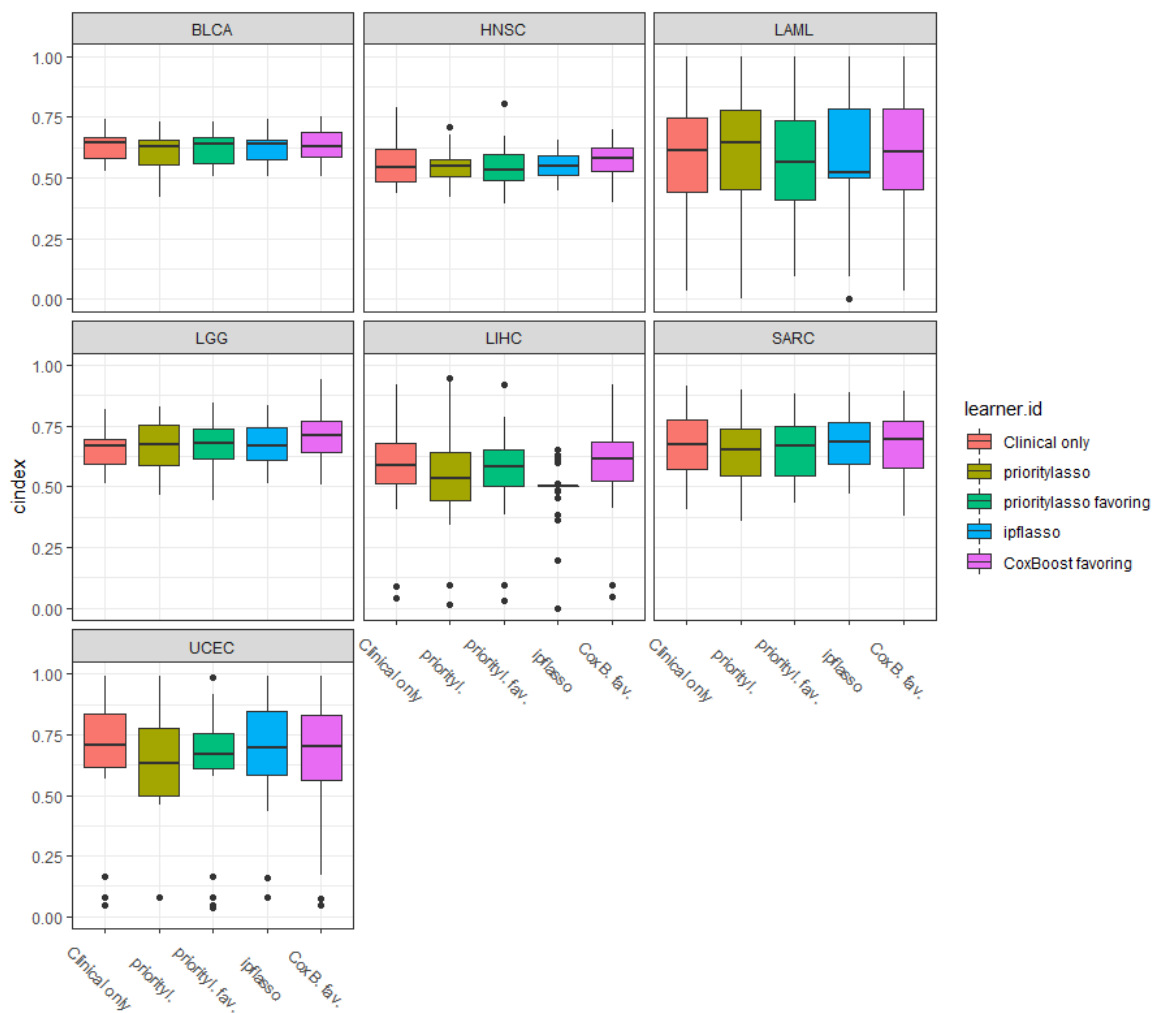 BLCA HNSC LAML
1.00
0.75
0.50
0.25
0.00
LGG LIHC SARC
1.00
0.75
0.50
0.25
0.00
cindex
learner.id
Clinical only
prioritylasso
prioritylasso favoring
ipflasso
CoxBoost favoring
Clinical only priorityl. priorityl. fav. ipflasso CoxB. fav. Clinical only priorityl. priorityl. fav. ipflasso CoxB. fav.
UCEC
1.00
0.75
0.50
0.25
0.00
Clinical only priorityl. priorityl. fav. ipflasso CoxB. fav.